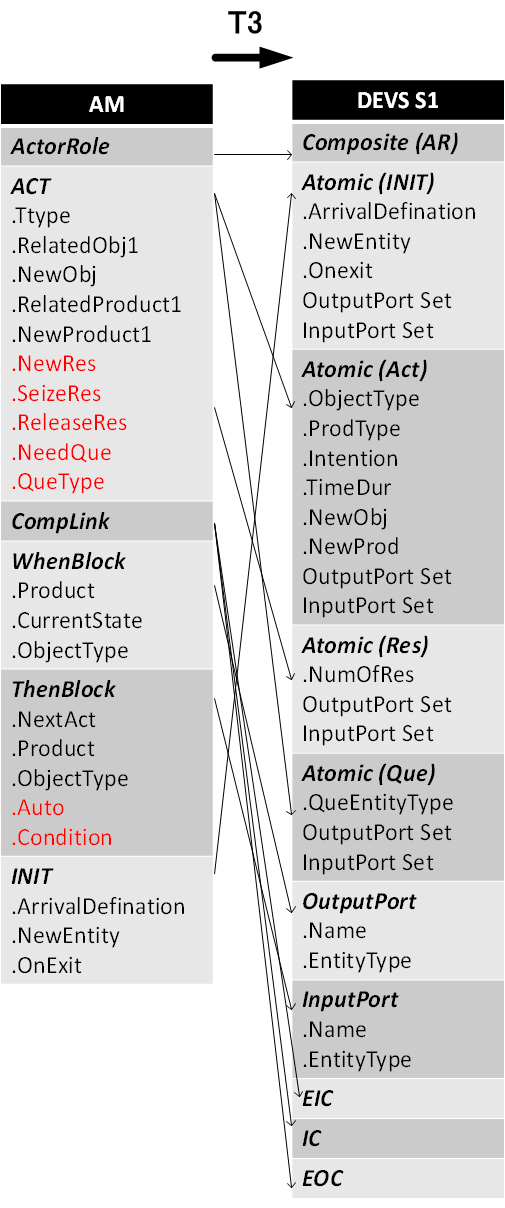 T3
AM
ActorRole
ACT
.Ttype
.RelatedObj1
.NewObj
.RelatedProduct1
.NewProduct1
.NewRes
.SeizeRes
.ReleaseRes
.NeedQue
.QueType
CompLink
WhenBlock
.Product
.CurrentState
.ObjectType
ThenBlock
.NextAct
.Product
.ObjectType
.Auto
.Condition
INIT
.ArrivalDefination
.NewEntity
.OnExit
DEVS S1
Composite (AR)
Atomic (INIT)
.ArrivalDefination
.NewEntity
.Onexit
OutputPort Set
InputPort Set
Atomic (Act)
.ObjectType
.ProdType
.Intention
.TimeDur
.NewObj
.NewProd
OutputPort Set
InputPort Set
Atomic (Res)
.NumOfRes
OutputPort Set
InputPort Set
Atomic (Que)
.QueEntityType
OutputPort Set
InputPort Set
OutputPort
.Name
.EntityType
InputPort
.Name
.EntityType
EIC
IC
EOC